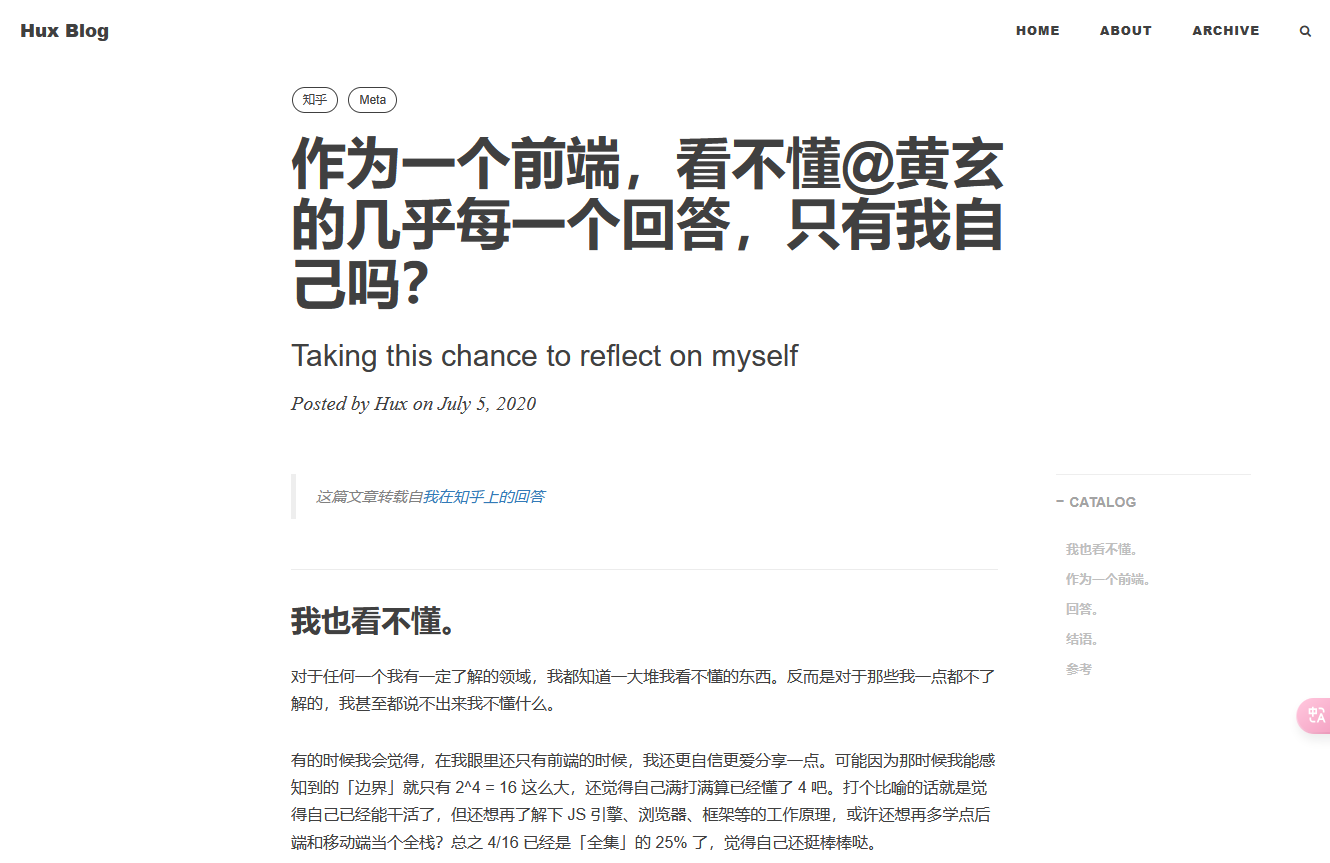 Hux Blog
HOME ABOUT ARCHIVE
知乎 Meta
作为一个前端，看不懂@黄玄
的几乎每一个回答，只有我自
己吗？
Taking this chance to reflect on myself
Posted by Hux on July 5, 2020
这篇文章转载自我在知乎上的回答
我也看不懂。
对于任何一个我有一定了解的领域，我都知道一大堆我看不懂的东西。反而是对于那些我一点都不了
解的，我甚至都说不出来我不懂什么。
有的时候我会觉得，在我眼里还只有前端的时候，我还更自信更爱分享一点。可能因为那时候我能感
知到的「边界」就只有 2^4 = 16 这么大，还觉得自己满打满算已经懂了 4 吧。打个比喻的话就是觉
得自己已经能干活了，但还想再了解下 JS 引擎、浏览器、框架等的工作原理，或许还想再多学点后
端和移动端当个全栈？总之 4/16 已经是「全集」的 25% 了，觉得自己还挺棒棒哒。
− CATALOG
我也看不懂。
作为一个前端。
回答。
结语。
参考
中A